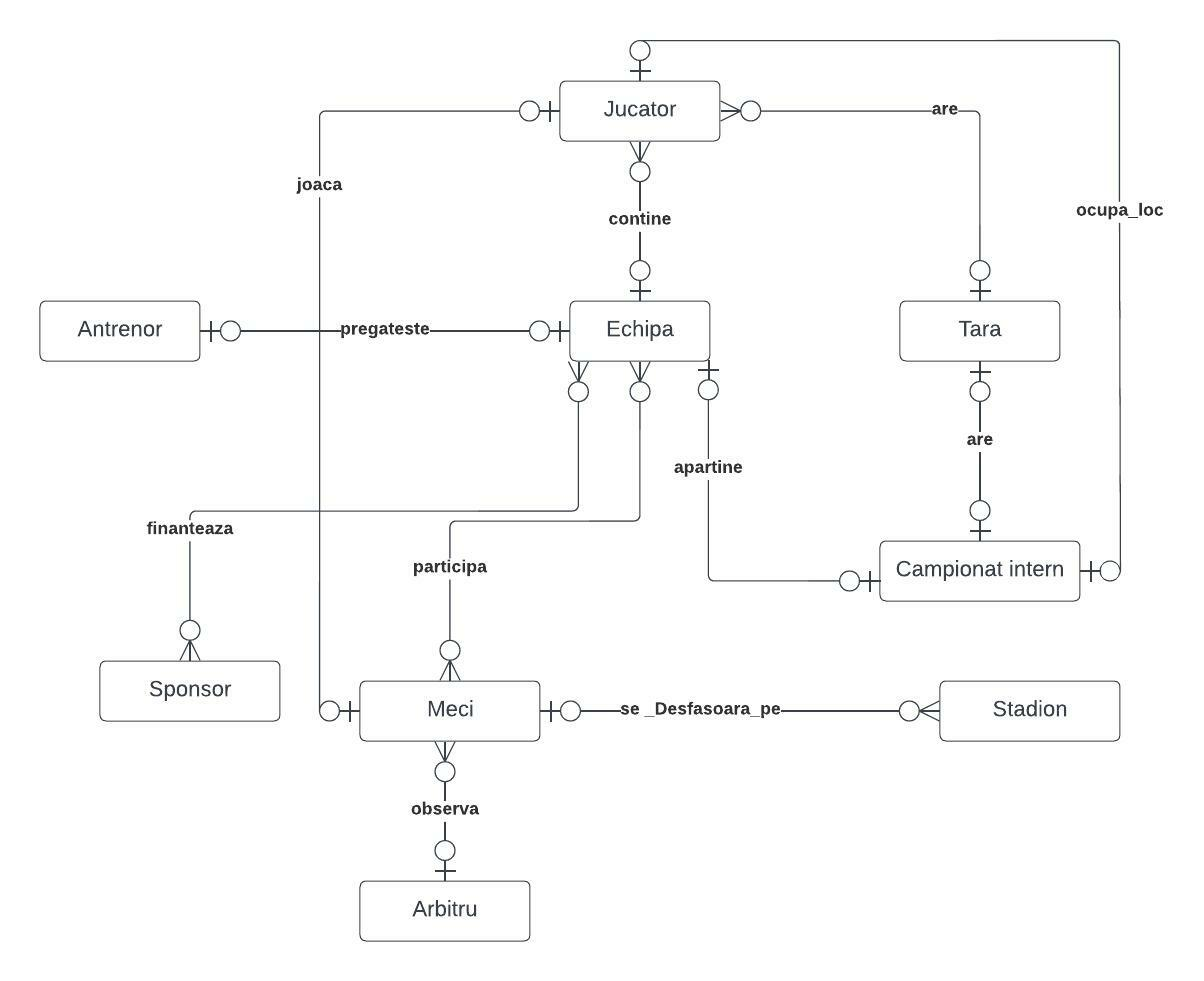 Jucator
are
joaca
ocupa_loc
contine
Antrenor
pregateste
Echipa
Tara
are
apartine
finanteaza
participa
Campionat intern
Sponsor
Meci
se _Desfasoara_pe
Stadion
observa
Arbitru